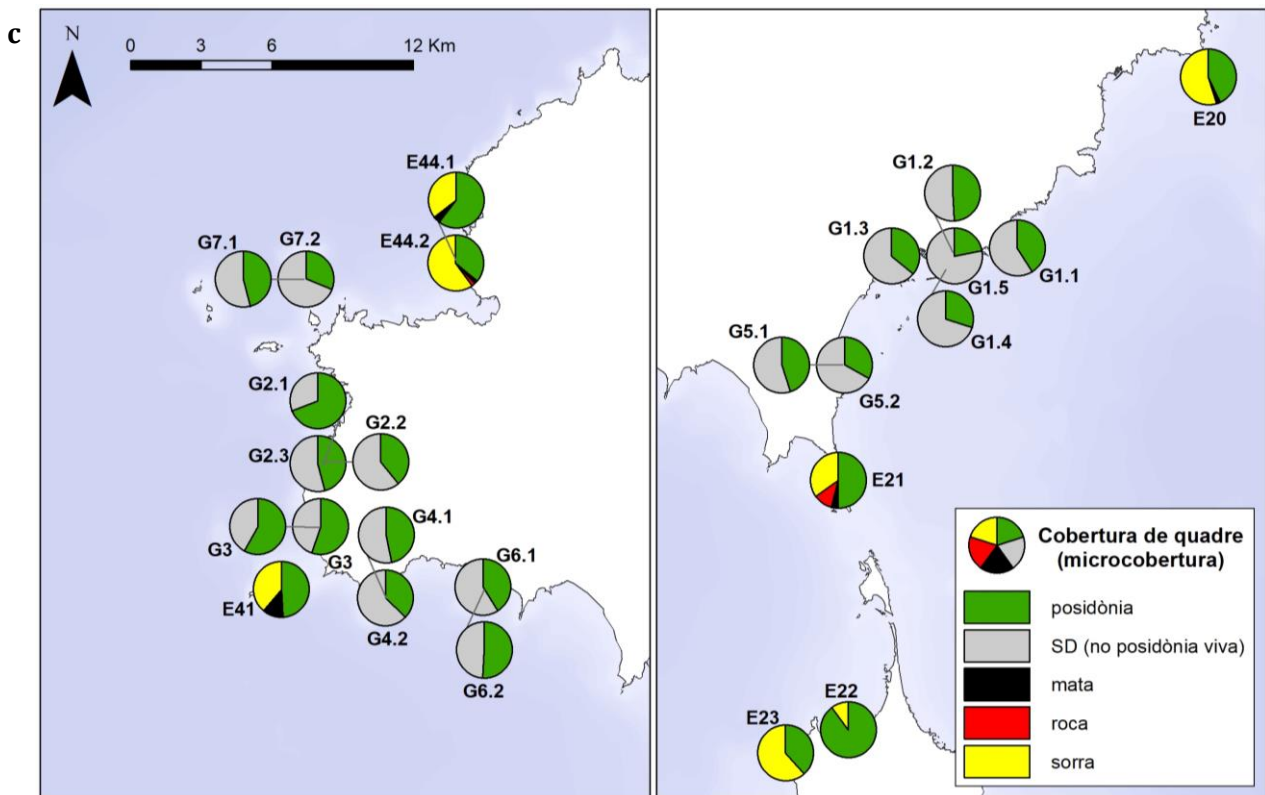 c
N
0 3 6 12 Km
E44.1
E44.2
G7.1
G7.2
G2.1
G2.2
G2.3
G3
G3
G4.1
G6.1
E41
G4.2
G6.2
E20
G1.2
G1.3
G1.1
G1.5
G1.4
G5.1
G5.2
E21
E22
E23
Cobertura de quadre
(microcobertura)
posidònia
SD (no posidònia viva)
mata
roca
sorra